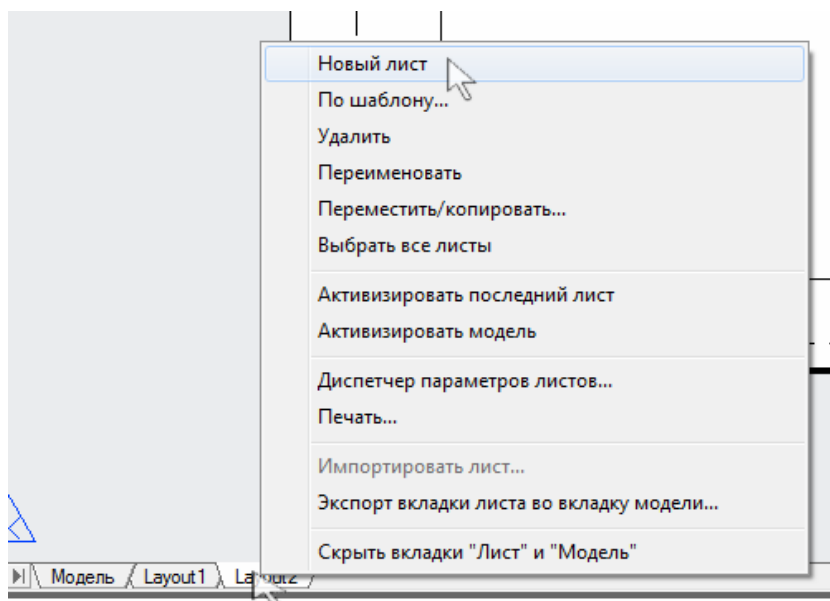 Новый лист
По шаблону...
Удалить
Переименовать
Переместить/копировать...
Выбрать все листы
Активизировать последний лист
Активизировать модель
Диспетчер параметров листов...
Печать...
Импортировать лист...
Экспорт вкладки листа во вкладку модели...
Скрыть вкладки "Лист" и "Модель"
Модель Layout1 Layout2